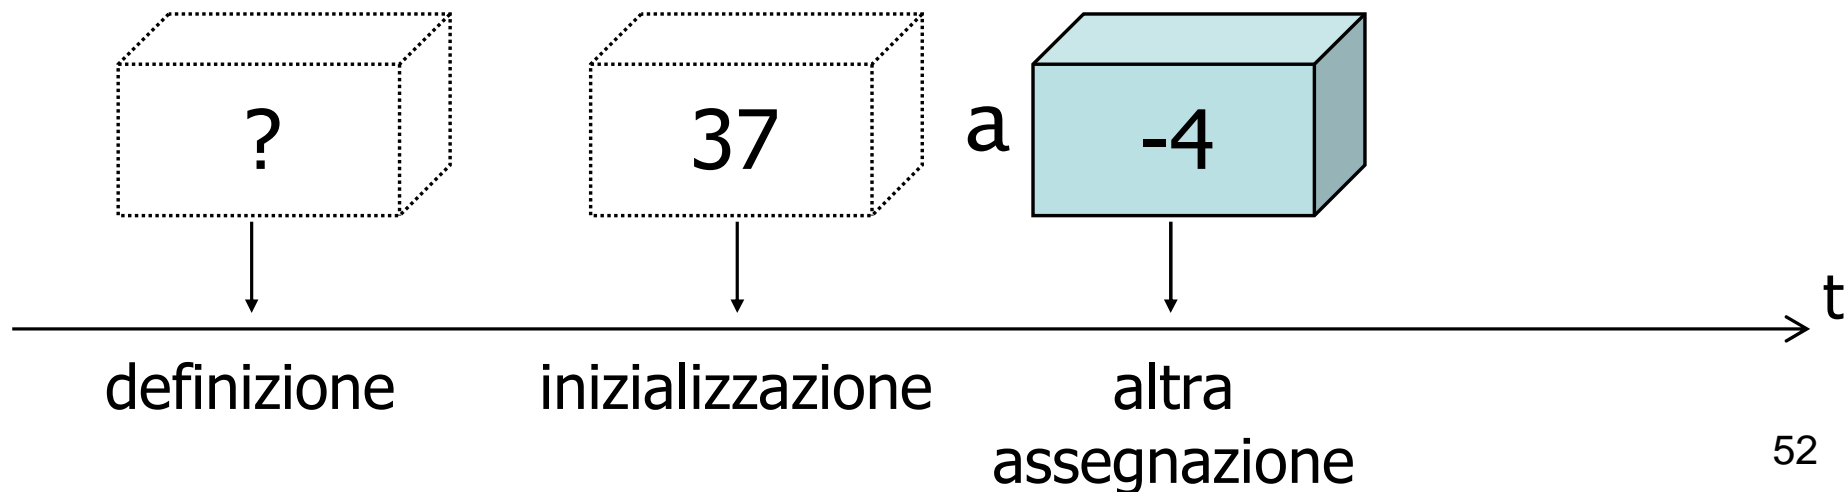 ?
37
a
-4
t
definizione
inizializzazione
altra
assegnazione
52